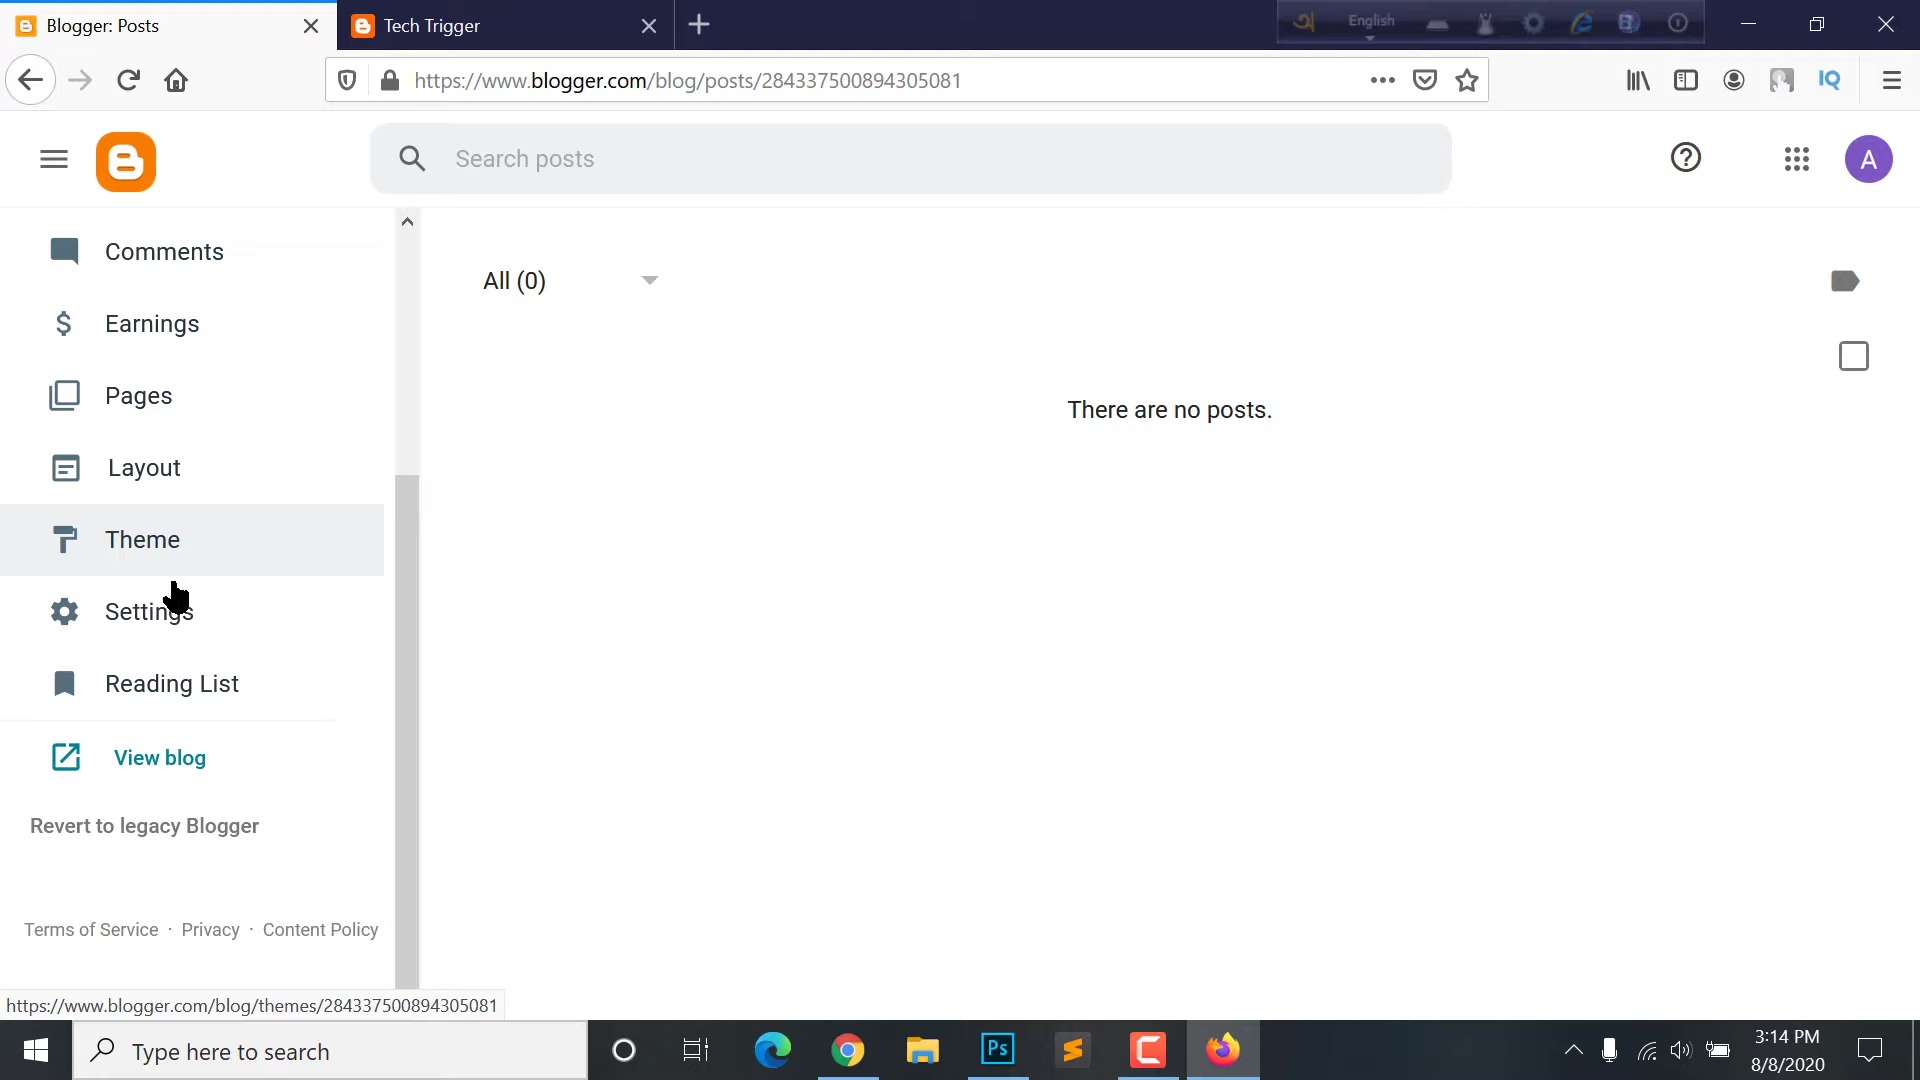 Blogger: Posts
Tech Trigger
English
https://www.blogger.com/blog/posts/284337500894305081
IQ
Search posts
A
Comments
Earnings
Pages
Layout
Theme
Settings
Reading List
View blog
Revert to legacy Blogger
Terms of Service · Privacy · Content Policy
All (0)
There are no posts.
https://www.blogger.com/blog/themes/284337500894305081
Type here to search
Ps
3:14 PM
8/8/2020